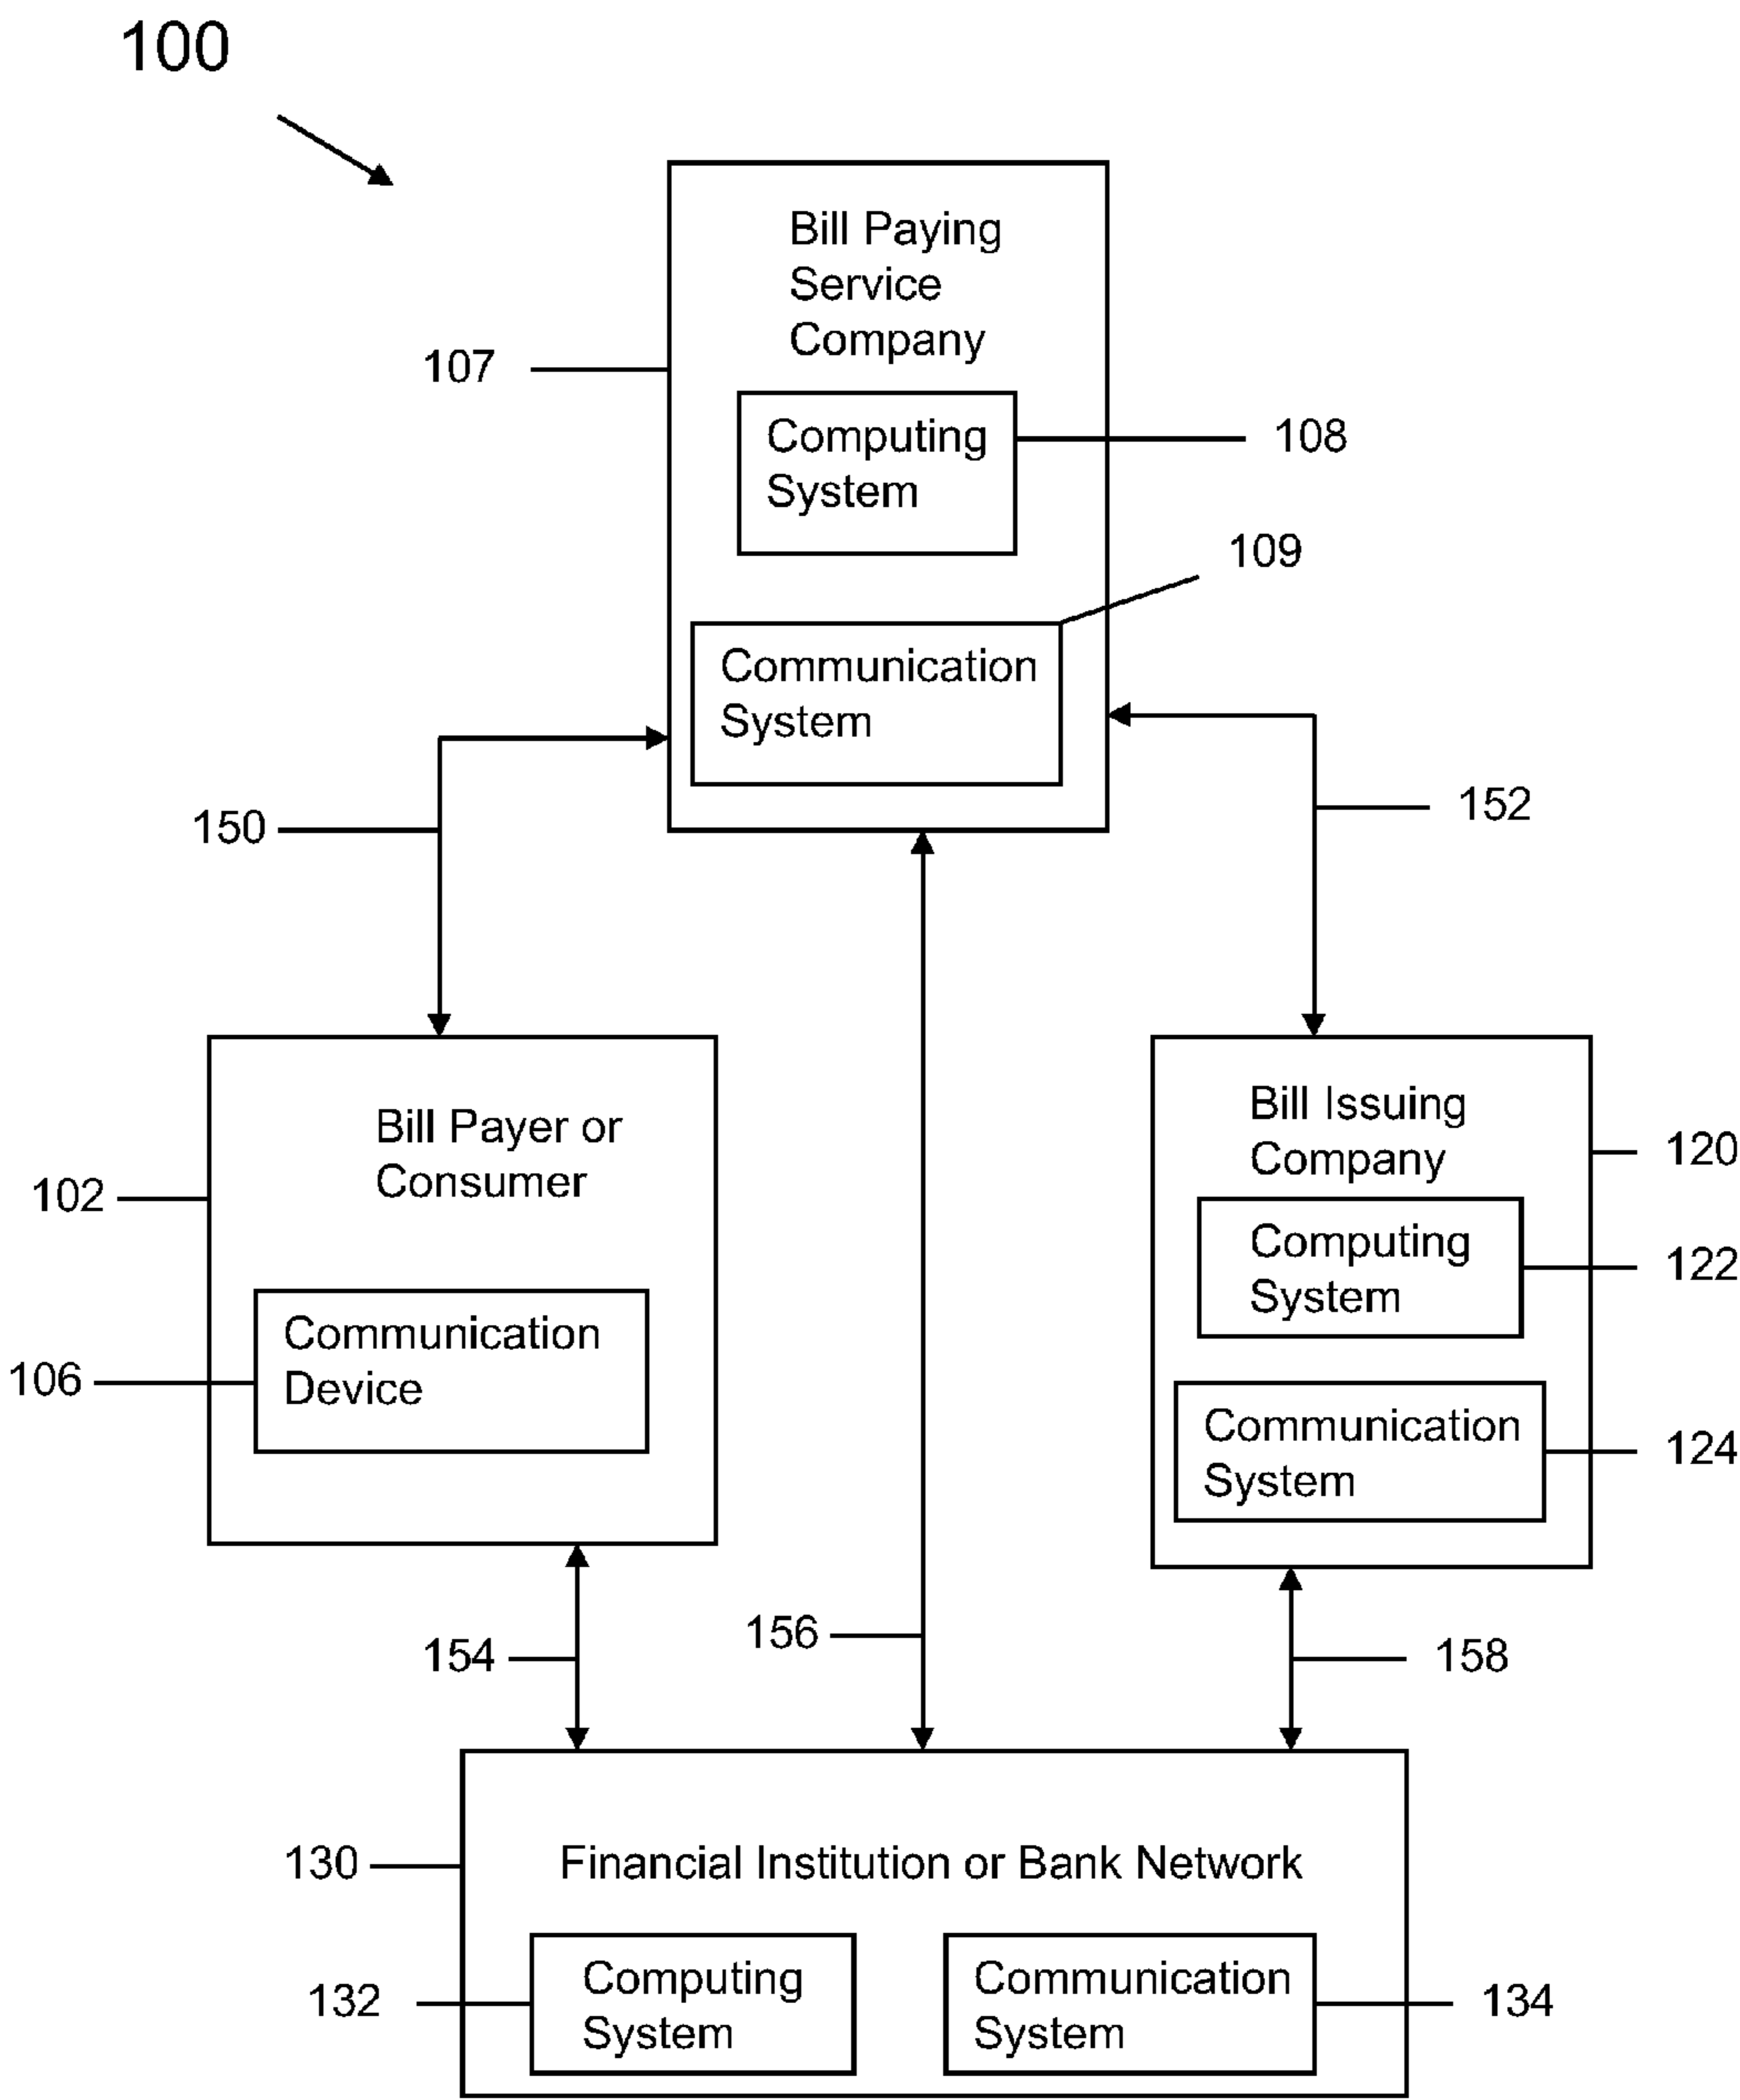 100
Bill Paying
Service
Company
107
Computing
System
108
109
Communication
System
150
152
Bill Payer or
Consumer
102
Communication
Device
106
Bill Issuing
Company
120
Computing
System
122
Communication
System
124
154
156
158
130
Financial Institution or Bank Network
132
Computing
System
Communication
System
134